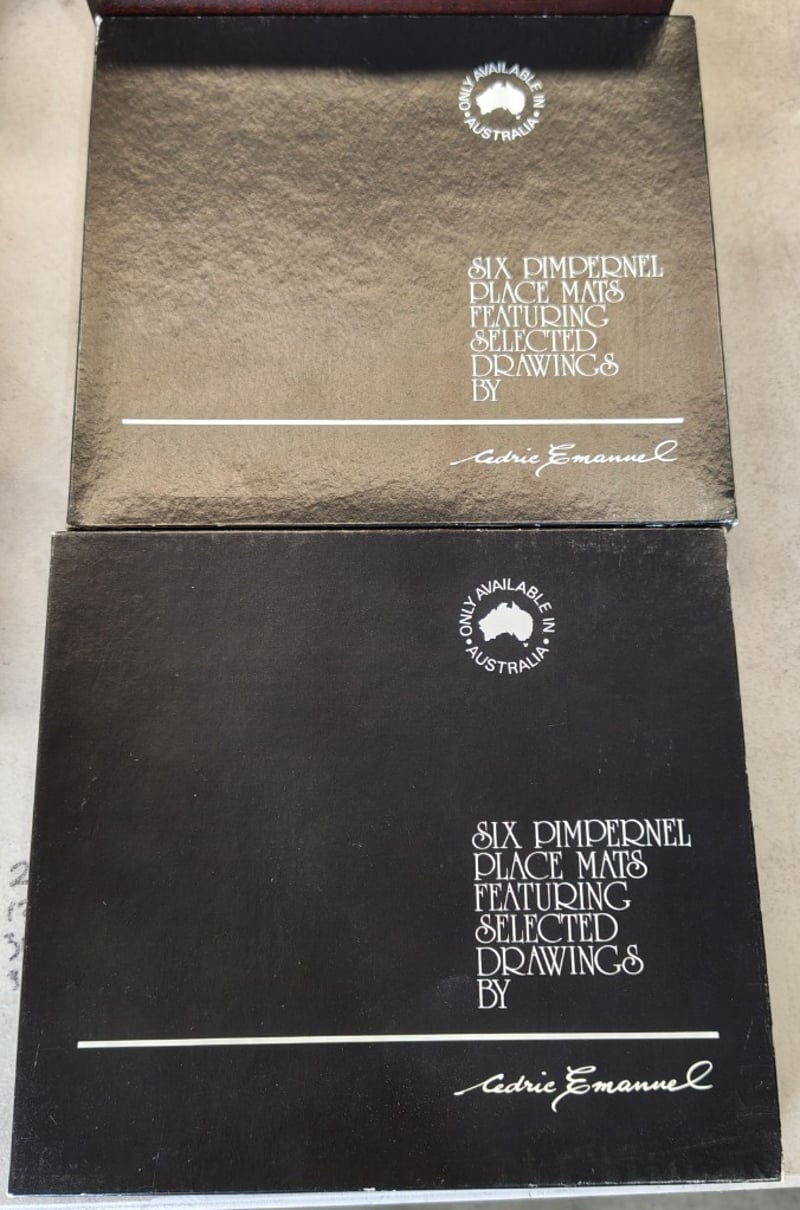 ONLY AVAILABLE IN
• AUSTRALIA •
SIX PIMPERNEL
PLACE MATS
FEATURING
SELECTED
DRAWINGS
BY
Cedric Emanuel
ONLY AVAILABLE IN
• AUSTRALIA •
SIX PIMPERNEL
PLACE MATS
FEATURING
SELECTED
DRAWINGS
BY
Cedric Emanuel